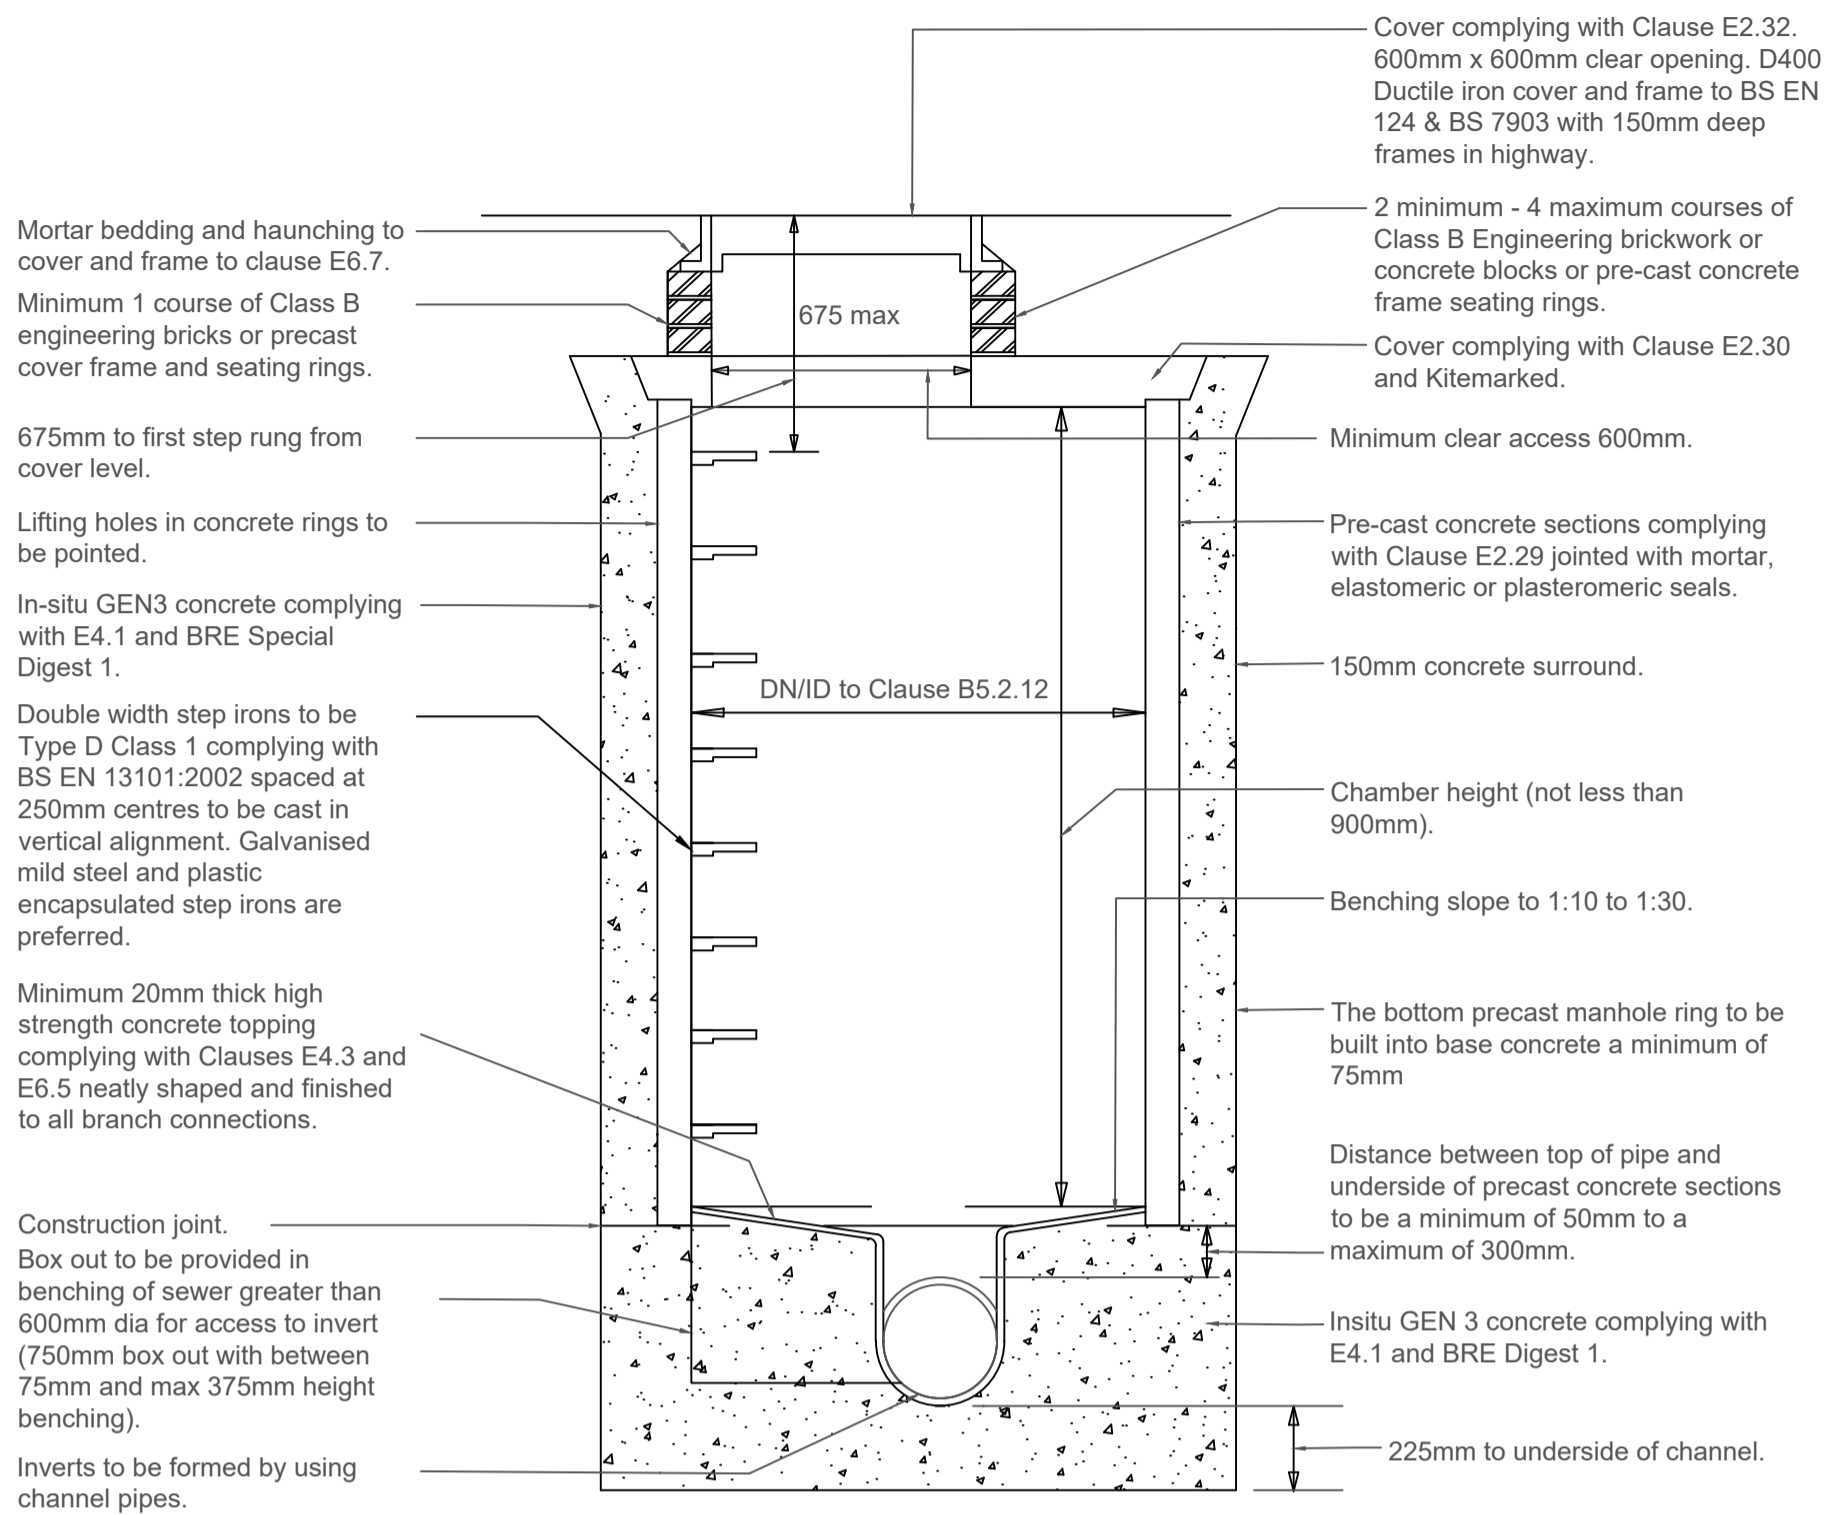 Cover complying with Clause E2.32.
600mm x 600mm clear opening. D400
Ductile iron cover and frame to BS EN
124 & BS 7903 with 150mm deep
frames in highway.
2 minimum - 4 maximum courses of
Class B Engineering brickwork or
concrete blocks or pre-cast concrete
frame seating rings.
Cover complying with Clause E2.30
and Kitemarked.
Minimum clear access 600mm.
Pre-cast concrete sections complying
with Clause E2.29 jointed with mortar,
elastomeric or plasteromeric seals.
150mm concrete surround.
Chamber height (not less than
900mm).
Benching slope to 1:10 to 1:30.
The bottom precast manhole ring to be
built into base concrete a minimum of
75mm
Distance between top of pipe and
underside of precast concrete sections
to be a minimum of 50mm to a
maximum of 300mm.
Insitu GEN 3 concrete complying with
E4.1 and BRE Digest 1.
225mm to underside of channel.
675 max
DN/ID to Clause B5.2.12
Mortar bedding and haunching to
cover and frame to clause E6.7.
Minimum 1 course of Class B
engineering bricks or precast
cover frame and seating rings.
675mm to first step rung from
cover level.
Lifting holes in concrete rings to
be pointed.
In-situ GEN3 concrete complying
with E4.1 and BRE Special
Digest 1.
Double width step irons to be
Type D Class 1 complying with
BS EN 13101:2002 spaced at
250mm centres to be cast in
vertical alignment. Galvanised
mild steel and plastic
encapsulated step irons are
preferred.
Minimum 20mm thick high
strength concrete topping
complying with Clauses E4.3 and
E6.5 neatly shaped and finished
to all branch connections.
Construction joint.
Box out to be provided in
benching of sewer greater than
600mm dia for access to invert
(750mm box out with between
75mm and max 375mm height
benching).
Inverts to be formed by using
channel pipes.